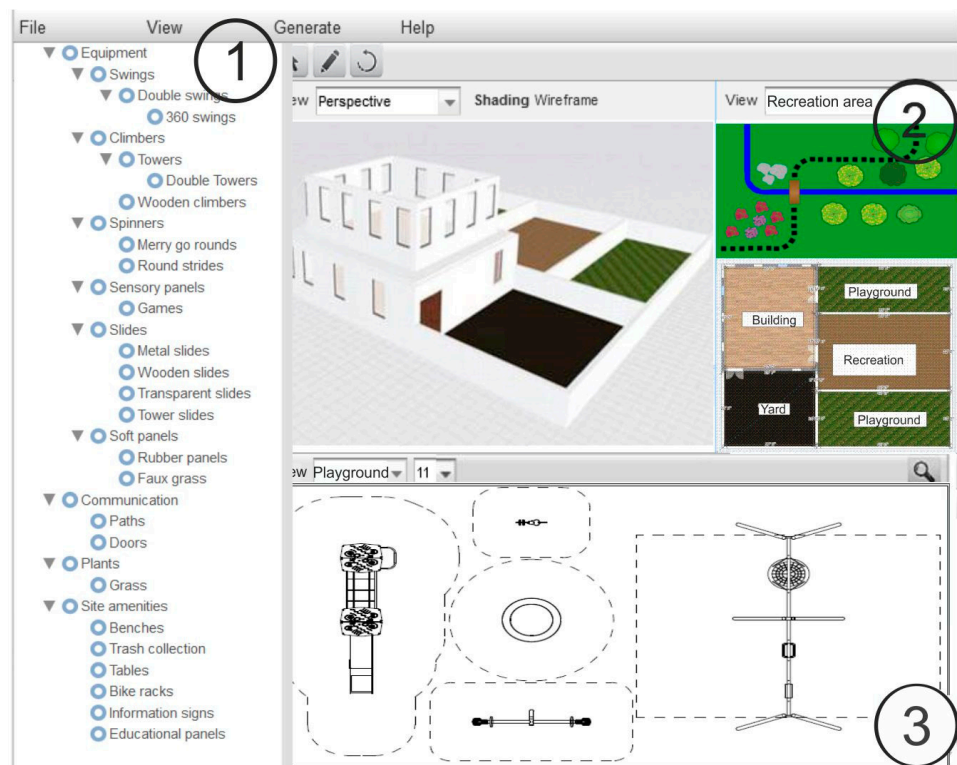 File View Generate Help
1
Equipment
Swings
Double swings
360 swings
Climbers
Towers
Double Towers
Wooden climbers
Spinners
Merry go rounds
Round strides
Sensory panels
Games
Slides
Metal slides
Wooden slides
Transparent slides
Tower slides
Soft panels
Rubber panels
Faux grass
Communication
Paths
Doors
Plants
Grass
Site amenities
Benches
Trash collection
Tables
Bike racks
Information signs
Educational panels
ew Perspective Shading Wireframe
View Recreation area
2
Playground
Building
Recreation
Yard
Playground
ew Playground 11
3